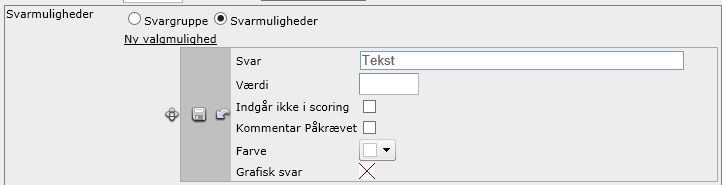 Svarmuligheder Svargruppe Svarmuligheder
Ny valgmulighed
Svar Tekst
Værdi
Indgår ikke i scoring
Kommentar Påkrævet
Farve
Grafisk svar